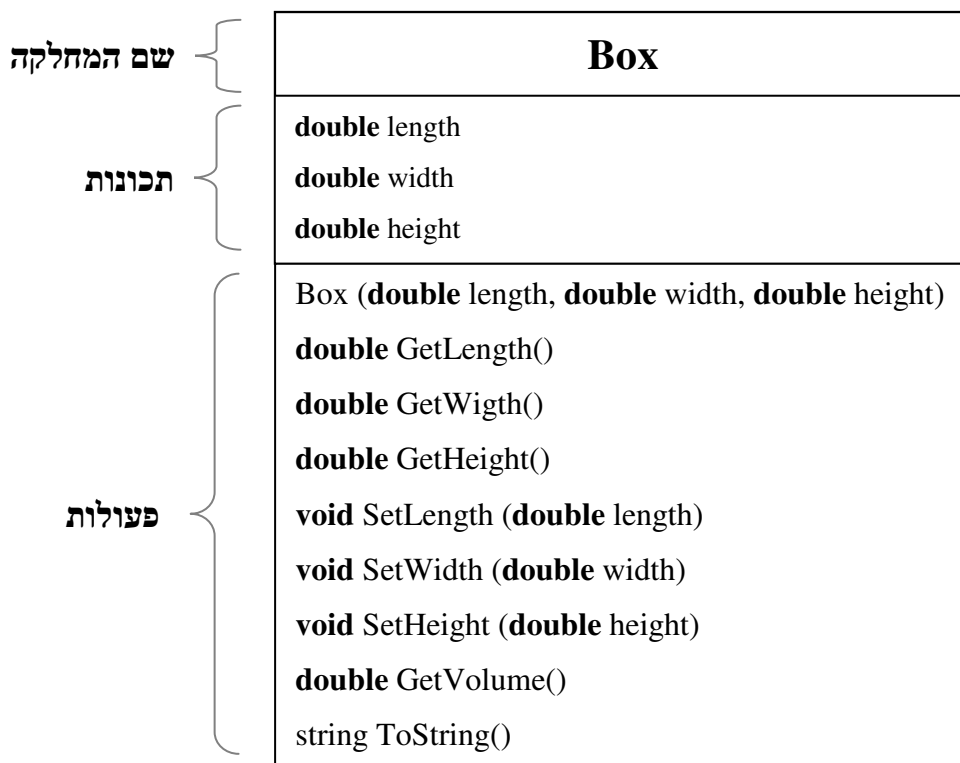 שם המחלקה
Box
תכונות
double length
double width
double height
פעולות
Box (double length, double width, double height)
double GetLength()
double GetWigth()
double GetHeight()
void SetLength (double length)
void SetWidth (double width)
void SetHeight (double height)
double GetVolume()
string ToString()